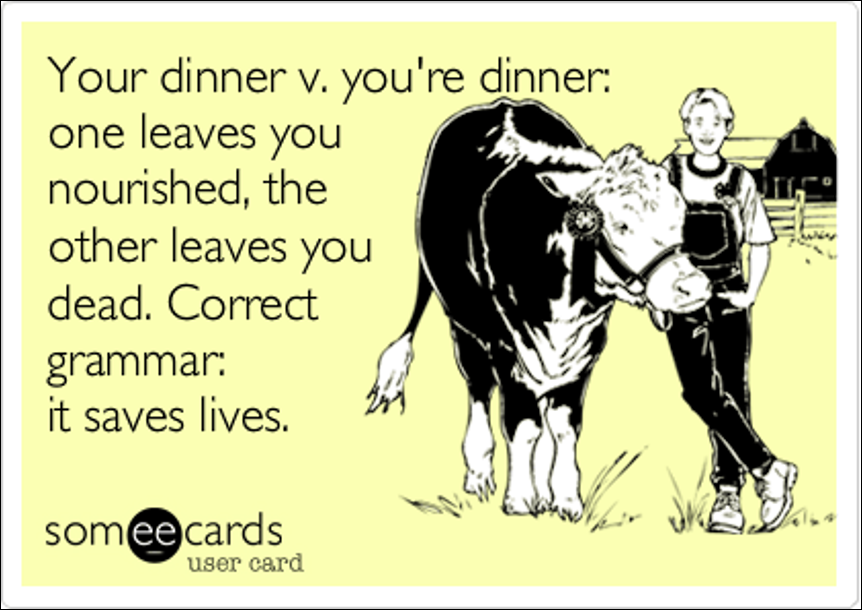 Your dinner v. you're dinner:
one leaves you
nourished, the
other leaves you
dead. Correct
grammar:
it saves lives.
someecards
user card